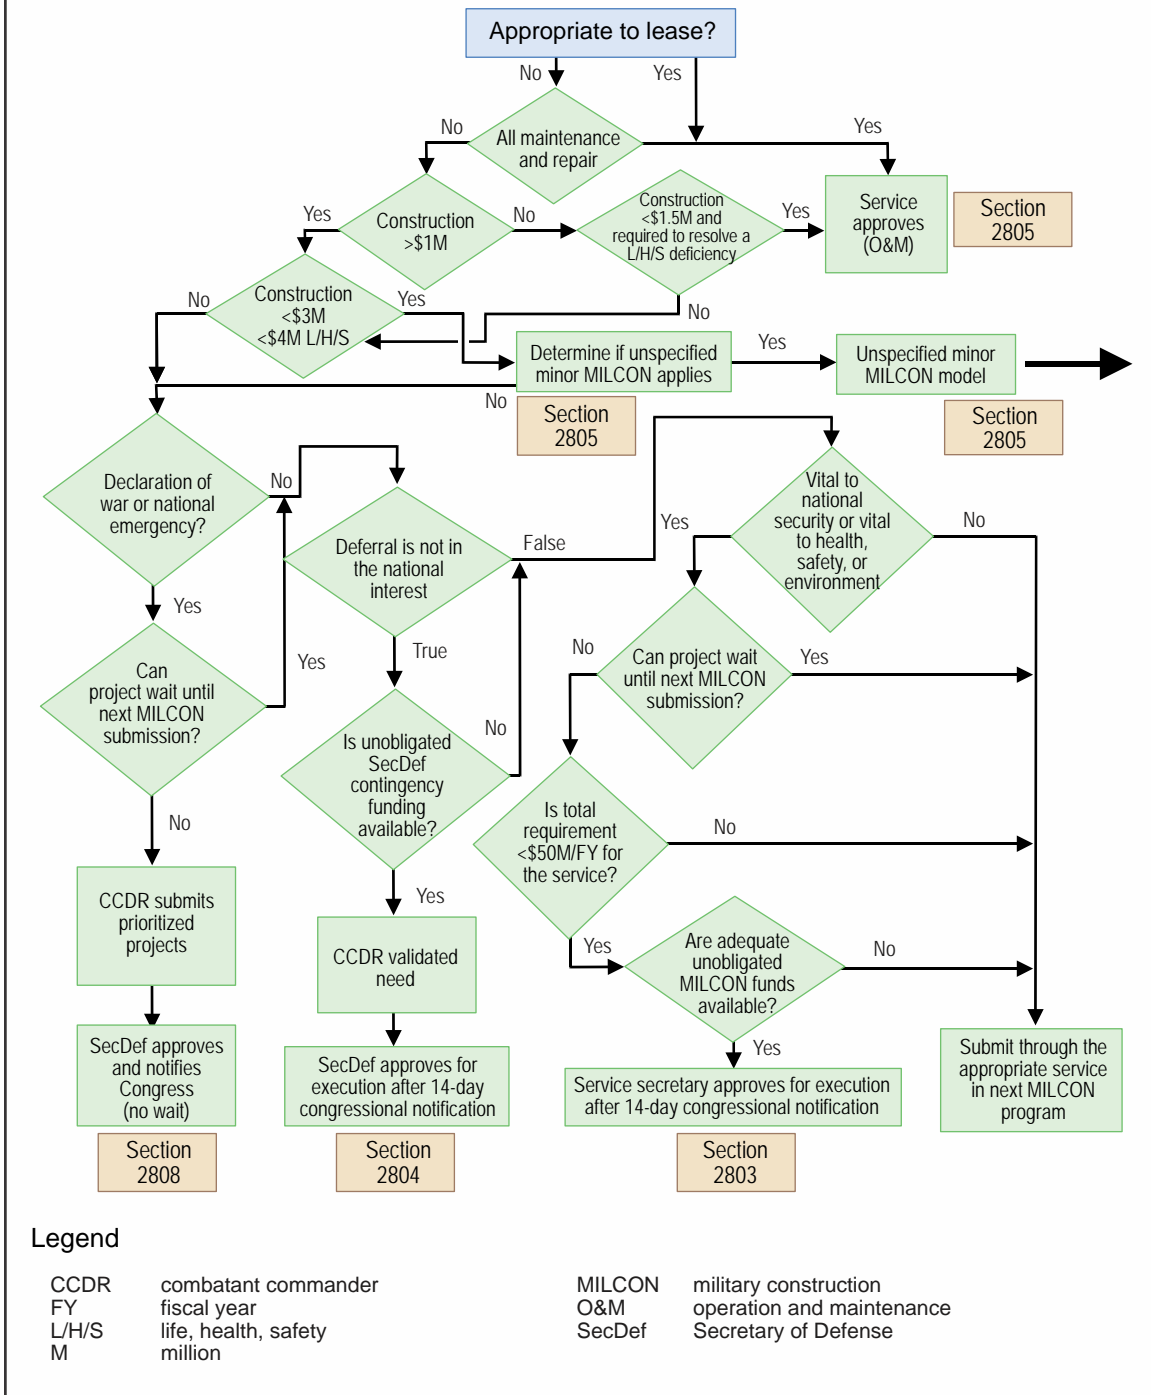 Appropriate to lease?
No
Yes
All maintenance
and repair
No
Yes
Construction
>$1M
Yes
No
Construction
<$1.5M and
required to resolve a
L/H/S deficiency
Yes
No
Service
approves
(O&M)
Section
2805
Construction
<$3M
<$4M L/H/S
No
Yes
Determine if unspecified
minor MILCON applies
Yes
No
Section
2805
Unspecified minor
MILCON model
Section
2805
Declaration of
war or national
emergency?
No
Yes
Deferral is not in
the national
interest
False
True
Vital to
national
security or vital
to health,
safety, or
environment
Yes
No
Can
project wait until
next MILCON
submission?
Yes
No
Is unobligated
SecDef
contingency
funding
available?
No
Yes
Can project wait
until next MILCON
submission?
No
Yes
Is total
requirement
<$50M/FY for
the service?
No
Yes
Are adequate
unobligated
MILCON funds
available?
No
Yes
CCDR submits
prioritized
projects
CCDR validated
need
SecDef approves
and notifies
Congress
(no wait)
SecDef approves for
execution after 14-day
congressional notification
Service secretary approves for execution
after 14-day congressional notification
Submit through the
appropriate service
in next MILCON
program
Section
2808
Section
2804
Section
2803
Legend
CCDR combatant commander
FY fiscal year
L/H/S life, health, safety
M million
MILCON military construction
O&M operation and maintenance
SecDef Secretary of Defense